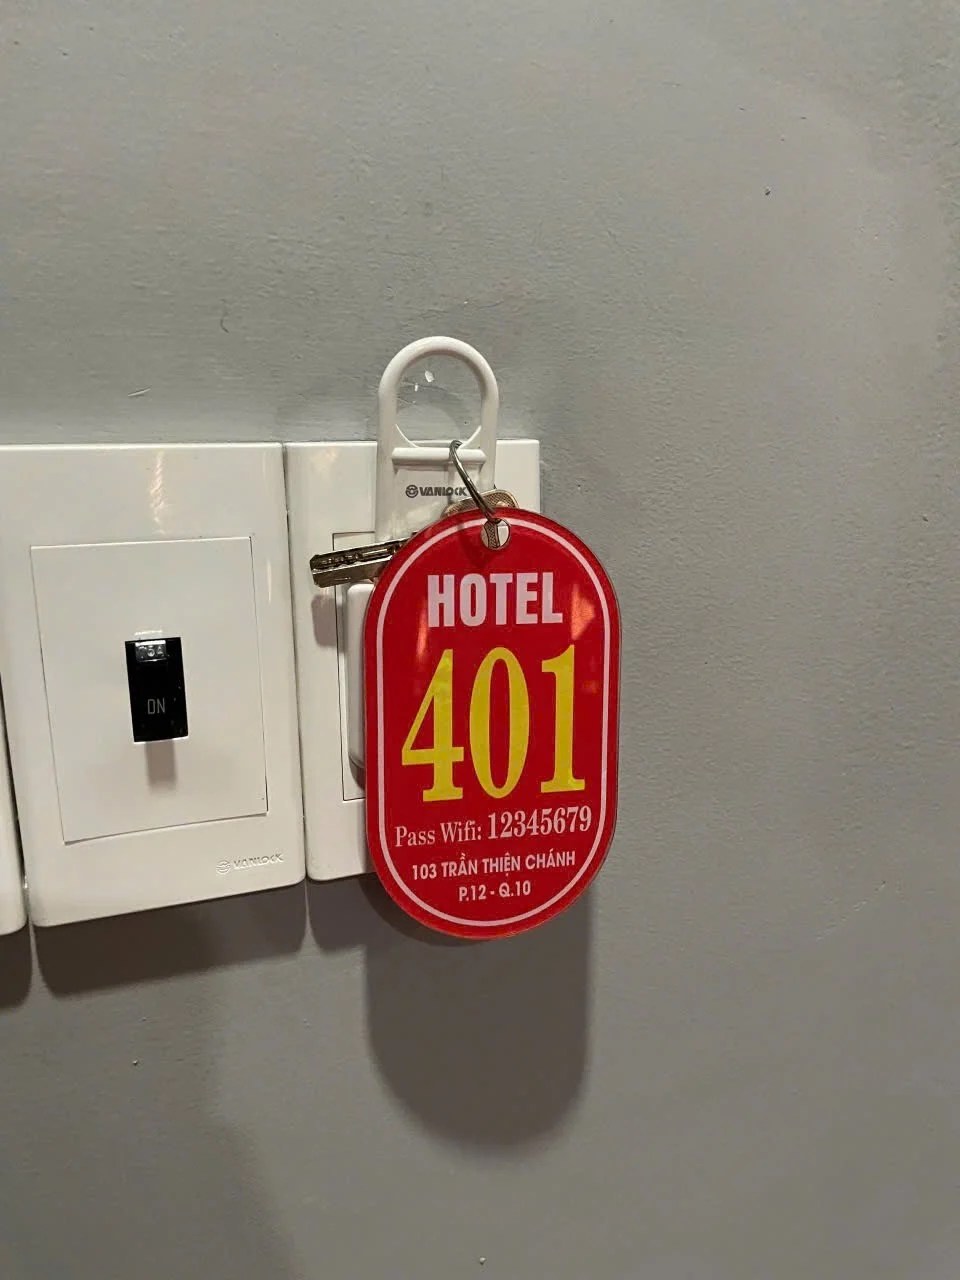 VANLOCK
HOTEL
401
ON
Pass Wifi: 12345679
103 TRẦN THIỆN CHÁNH
P.12 - Q.10
VANLOCK